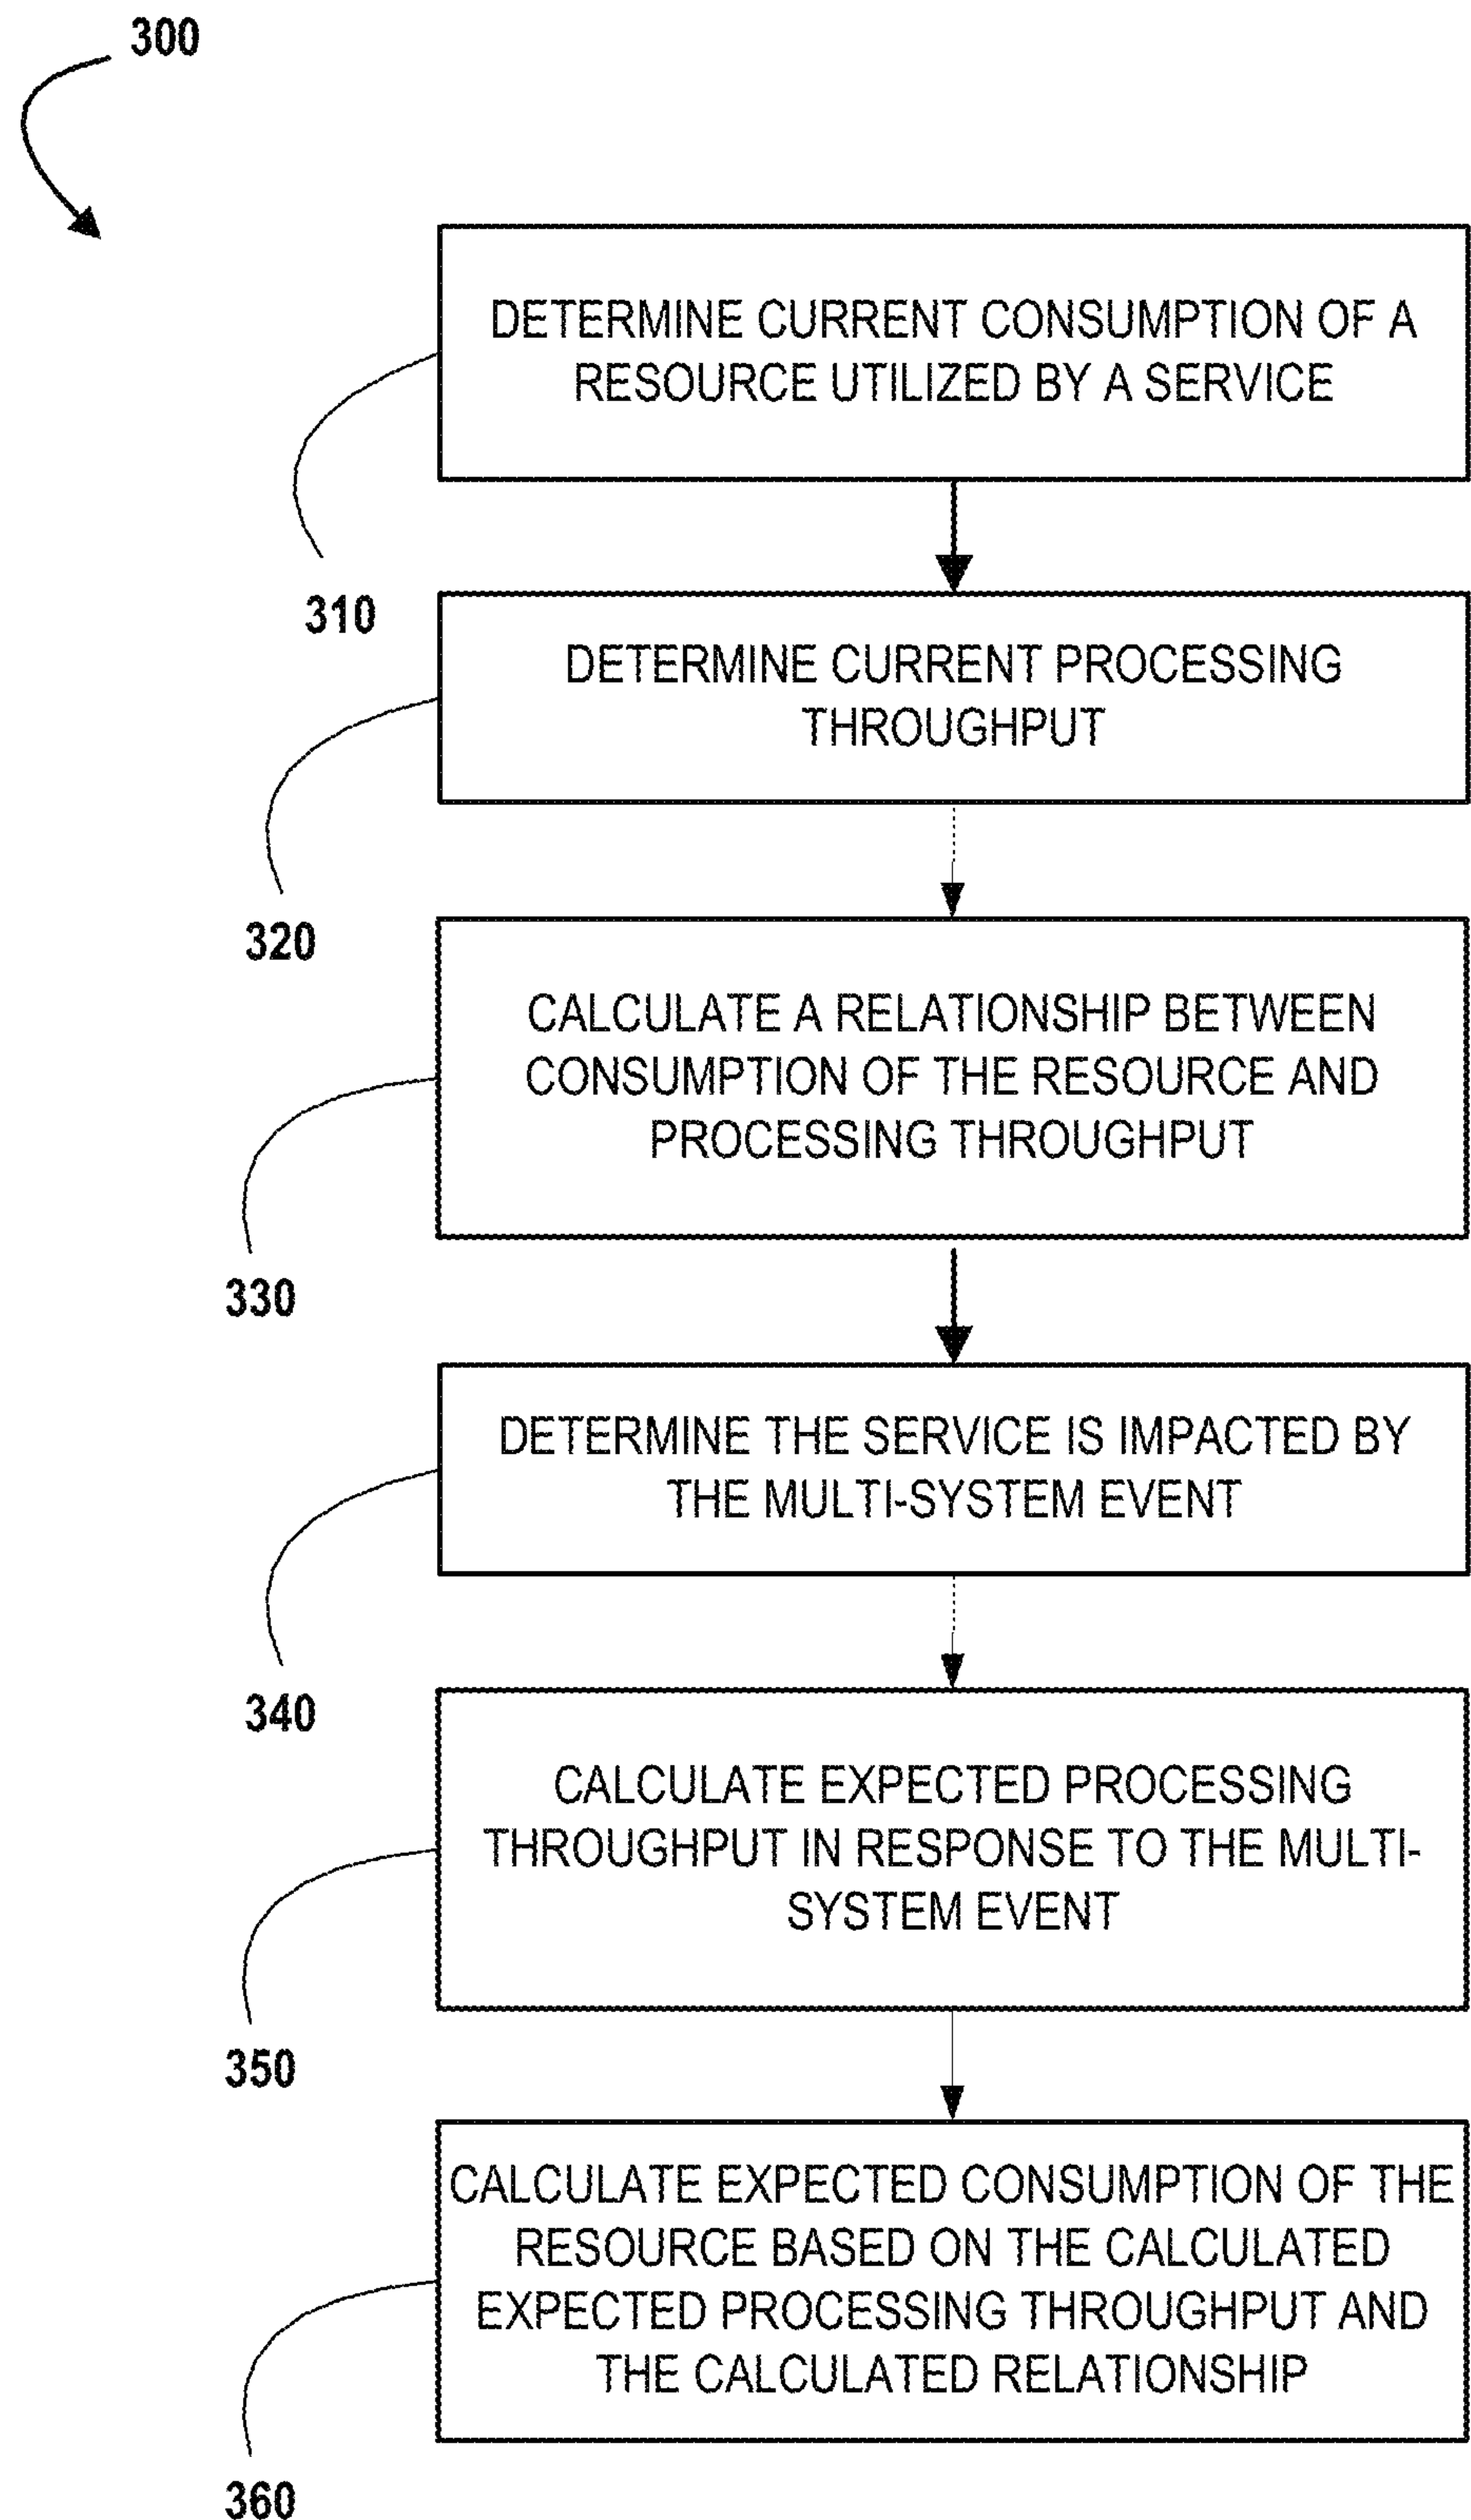 300
DETERMINE CURRENT CONSUMPTION OF A
RESOURCE UTILIZED BY A SERVICE
310
DETERMINE CURRENT PROCESSING
THROUGHPUT
320
CALCULATE A RELATIONSHIP BETWEEN
CONSUMPTION OF THE RESOURCE AND
PROCESSING THROUGHPUT
330
DETERMINE THE SERVICE IS IMPACTED BY
THE MULTI-SYSTEM EVENT
340
CALCULATE EXPECTED PROCESSING
THROUGHPUT IN RESPONSE TO THE MULTI-
SYSTEM EVENT
350
CALCULATE EXPECTED CONSUMPTION OF THE
RESOURCE BASED ON THE CALCULATED
EXPECTED PROCESSING THROUGHPUT AND
THE CALCULATED RELATIONSHIP
360